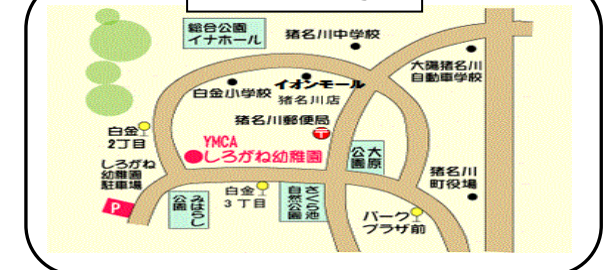 総合公園
イナホール
猪名川中学校
大陽猪名川
自動車学校
白金小学校
イオンモール
猪名川店
猪名川郵便局
〒
白金
2丁目
YMCA
しろがね幼稚園
大原
公園
しろがね
幼稚園
駐車場
P
みはらし
公園
白金
3丁目
さくら池
自然公園
猪名川
町役場
パーク
プラザ前